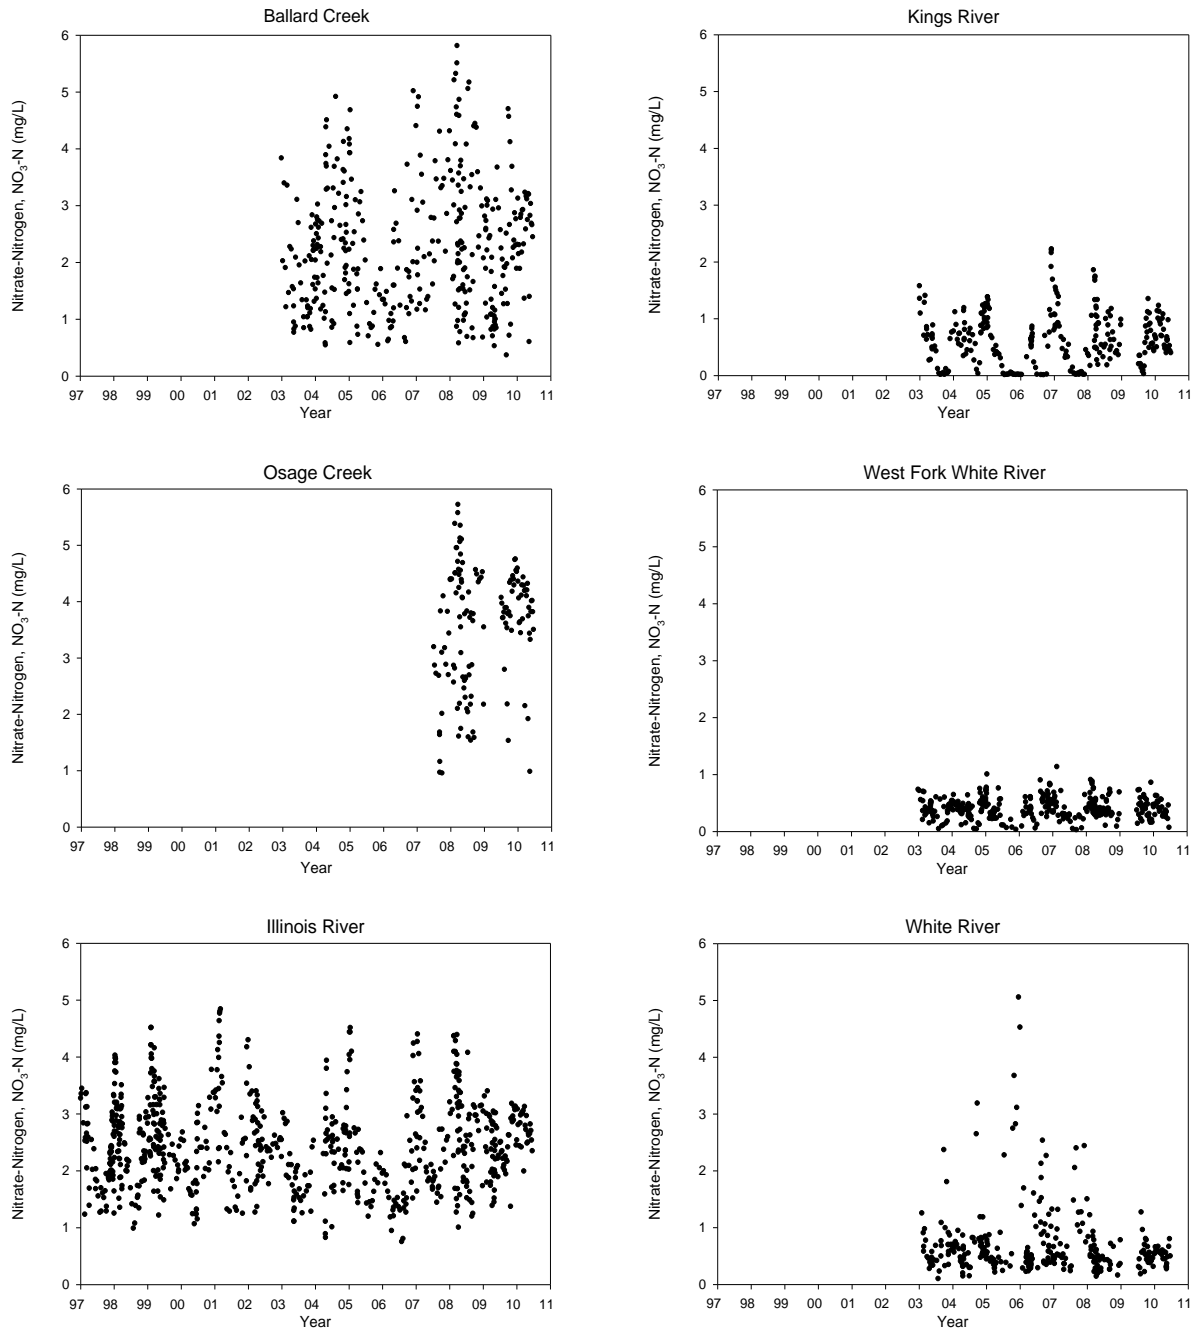 Ballard Creek
Nitrate-Nitrogen, NO3-N (mg/L)
6
5
4
3
2
1
0
97 98 99 00 01 02 03 04 05 06 07 08 09 10 11
Year
Kings River
Nitrate-Nitrogen, NO3-N (mg/L)
6
5
4
3
2
1
0
97 98 99 00 01 02 03 04 05 06 07 08 09 10 11
Year
Osage Creek
Nitrate-Nitrogen, NO3-N (mg/L)
6
5
4
3
2
1
0
97 98 99 00 01 02 03 04 05 06 07 08 09 10 11
Year
West Fork White River
Nitrate-Nitrogen, NO3-N (mg/L)
6
5
4
3
2
1
0
97 98 99 00 01 02 03 04 05 06 07 08 09 10 11
Year
Illinois River
Nitrate-Nitrogen, NO3-N (mg/L)
6
5
4
3
2
1
0
97 98 99 00 01 02 03 04 05 06 07 08 09 10 11
Year
White River
Nitrate-Nitrogen, NO3-N (mg/L)
6
5
4
3
2
1
0
97 98 99 00 01 02 03 04 05 06 07 08 09 10 11
Year